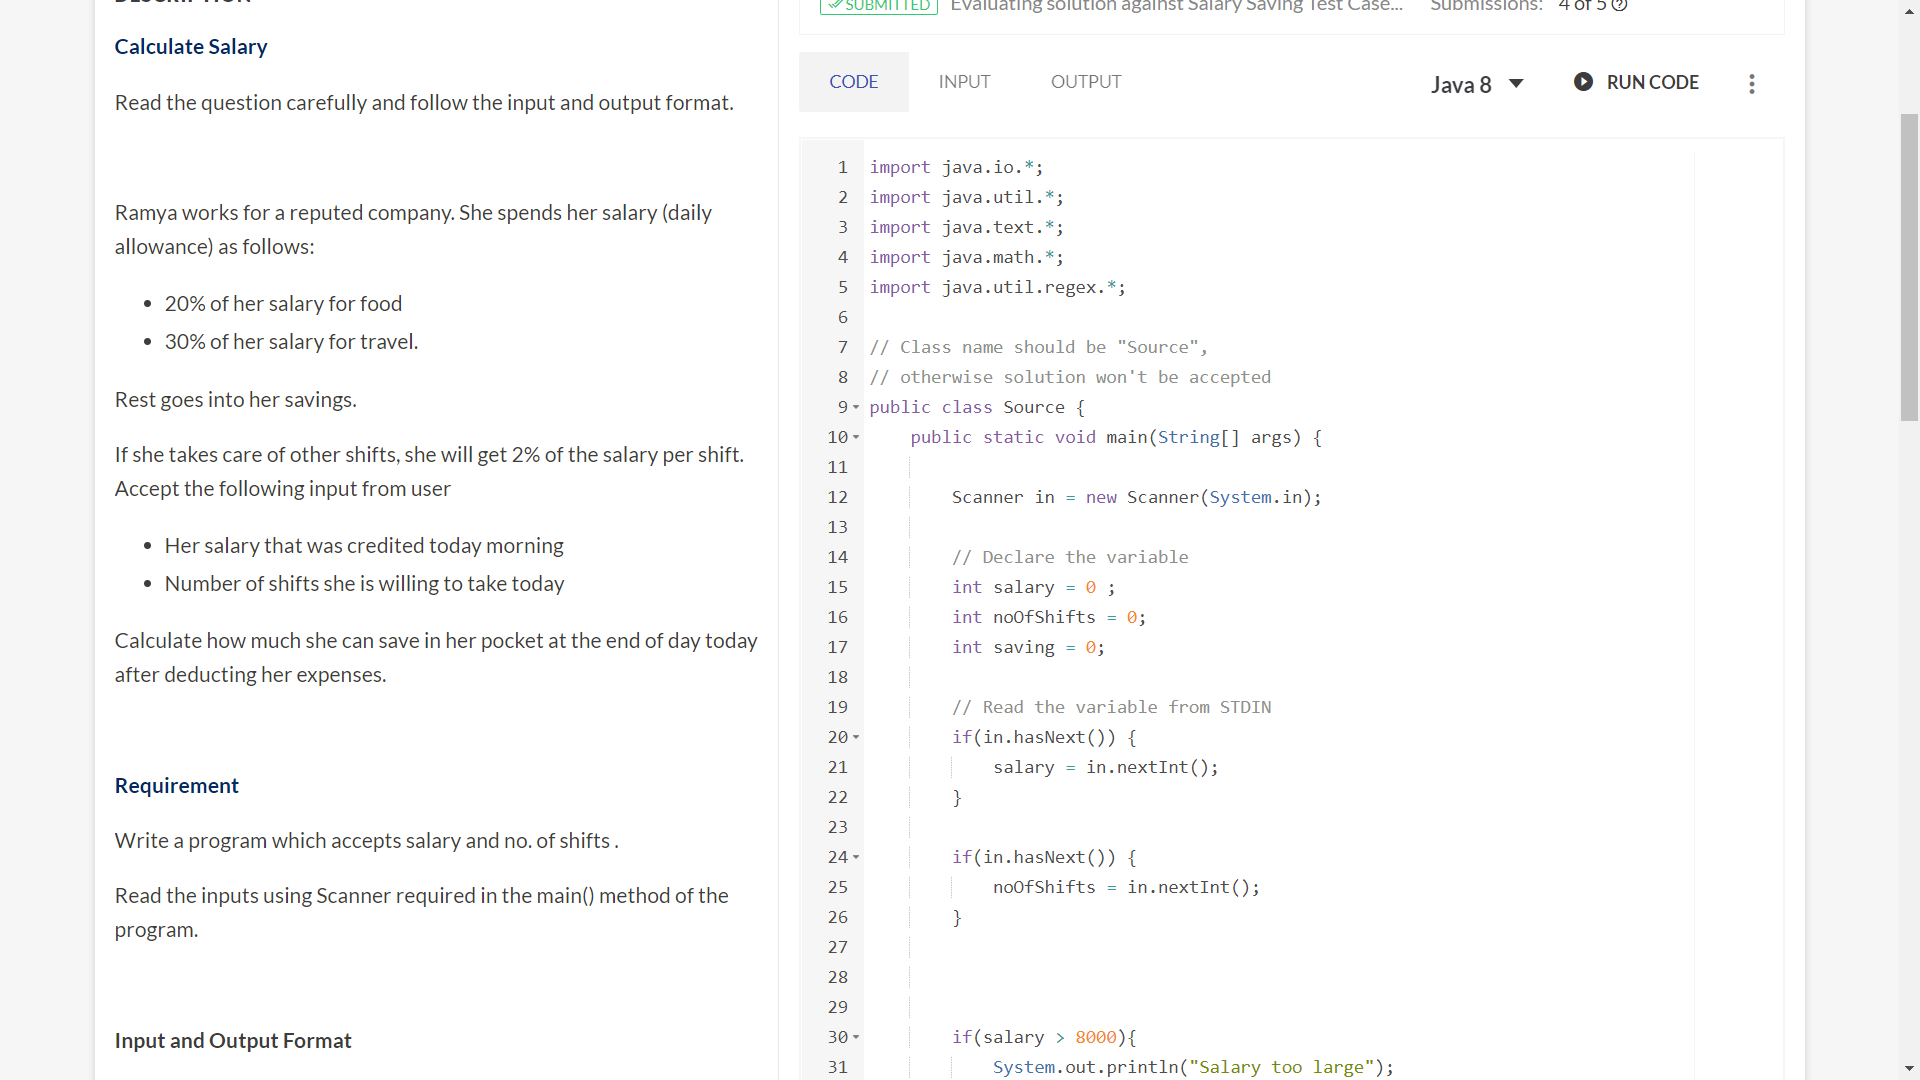 DESCRIPTION
Calculate Salary
Read the question carefully and follow the input and output format.
Ramya works for a reputed company. She spends her salary (daily
allowance) as follows:
• 20% of her salary for food
• 30% of her salary for travel.
Rest goes into her savings.
If she takes care of other shifts, she will get 2% of the salary per shift.
Accept the following input from user
• Her salary that was credited today morning
• Number of shifts she is willing to take today
Calculate how much she can save in her pocket at the end of day today
after deducting her expenses.
Requirement
Write a program which accepts salary and no. of shifts .
Read the inputs using Scanner required in the main() method of the
program.
Input and Output Format
SUBMITTED Evaluating solution against Salary Saving Test Case... Submissions: 4 of 5
CODE INPUT OUTPUT Java 8 RUN CODE
1 import java.io.*;
2 import java.util.*;
3 import java.text.*;
4 import java.math.*;
5 import java.util.regex.*;
6
7 // Class name should be "Source",
8 // otherwise solution won't be accepted
9 public class Source {
10 public static void main(String[] args) {
11
12 Scanner in = new Scanner(System.in);
13
14 // Declare the variable
15 int salary = 0 ;
16 int noOfShifts = 0;
17 int saving = 0;
18
19 // Read the variable from STDIN
20 if(in.hasNext()) {
21 salary = in.nextInt();
22 }
23
24 if(in.hasNext()) {
25 noOfShifts = in.nextInt();
26 }
27
28
29
30 if(salary > 8000){
31 System.out.println("Salary too large");